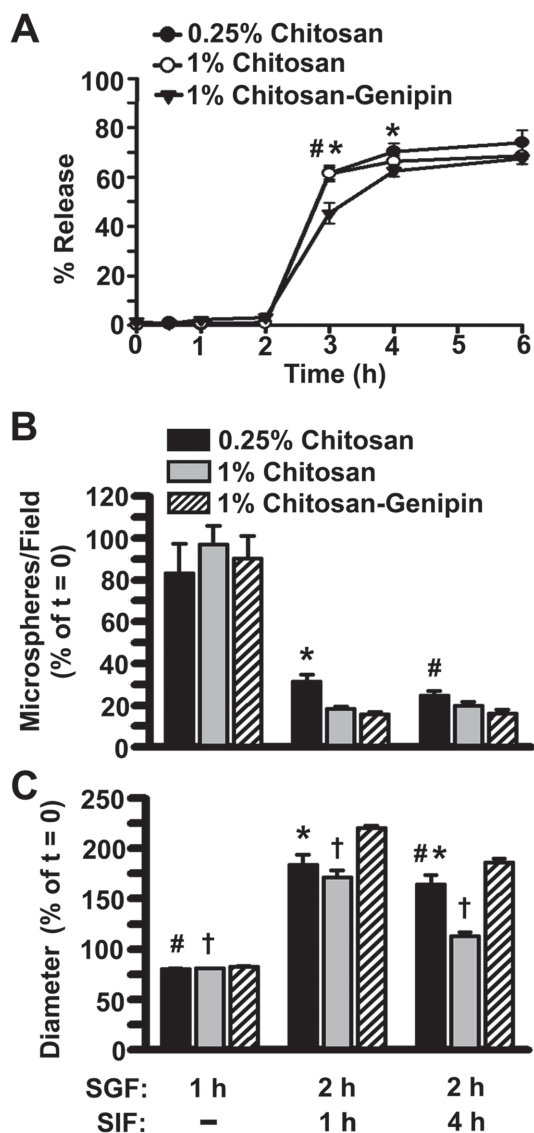 A
0.25% Chitosan
1% Chitosan
1% Chitosan-Genipin
100
80
60
40
20
0
% Release
# *
*
0 1 2 3 4 5 6
Time (h)
B
0.25% Chitosan
1% Chitosan
1% Chitosan-Genipin
120
100
80
60
40
20
0
Microspheres/Field
(% of t = 0)
*
#
C
250
200
150
100
50
0
Diameter (% of t = 0)
# †
* †
# * †
SGF: 1 h 2 h 2 h
SIF: – 1 h 4 h